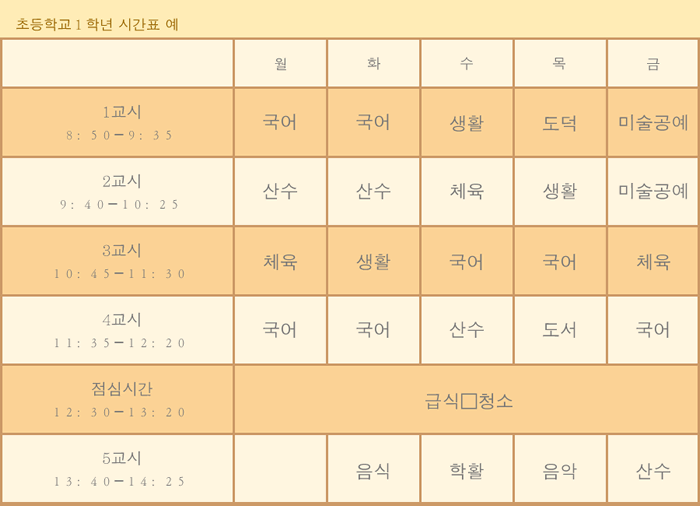 초등학교 1 학년 시간표 예
월 화 수 목 금
1교시
8: 50-9: 35
국어 국어 생활 도덕 미술공예
2교시
9: 40-10: 25
산수 산수 체육 생활 미술공예
3교시
10: 45-11: 30
체육 생활 국어 국어 체육
4교시
11: 35-12: 20
국어 국어 산수 도서 국어
점심시간
12: 30-13: 20
급식□청소
5교시
13: 40-14: 25
음식 학활 음악 산수